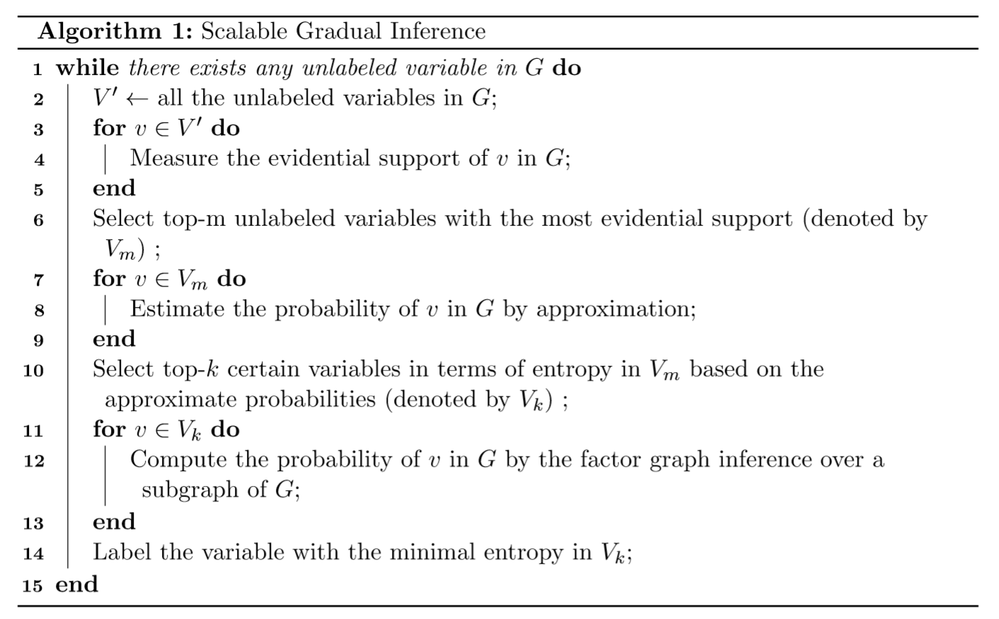 Algorithm 1: Scalable Gradual Inference
1 while there exists any unlabeled variable in G do
2 V′ ← all the unlabeled variables in G;
3 for v ∈ V′ do
4 Measure the evidential support of v in G;
5 end
6 Select top-m unlabeled variables with the most evidential support (denoted by
V_m) ;
7 for v ∈ V_m do
8 Estimate the probability of v in G by approximation;
9 end
10 Select top-k certain variables in terms of entropy in V_m based on the
approximate probabilities (denoted by V_k) ;
11 for v ∈ V_k do
12 Compute the probability of v in G by the factor graph inference over a
subgraph of G;
13 end
14 Label the variable with the minimal entropy in V_k;
15 end